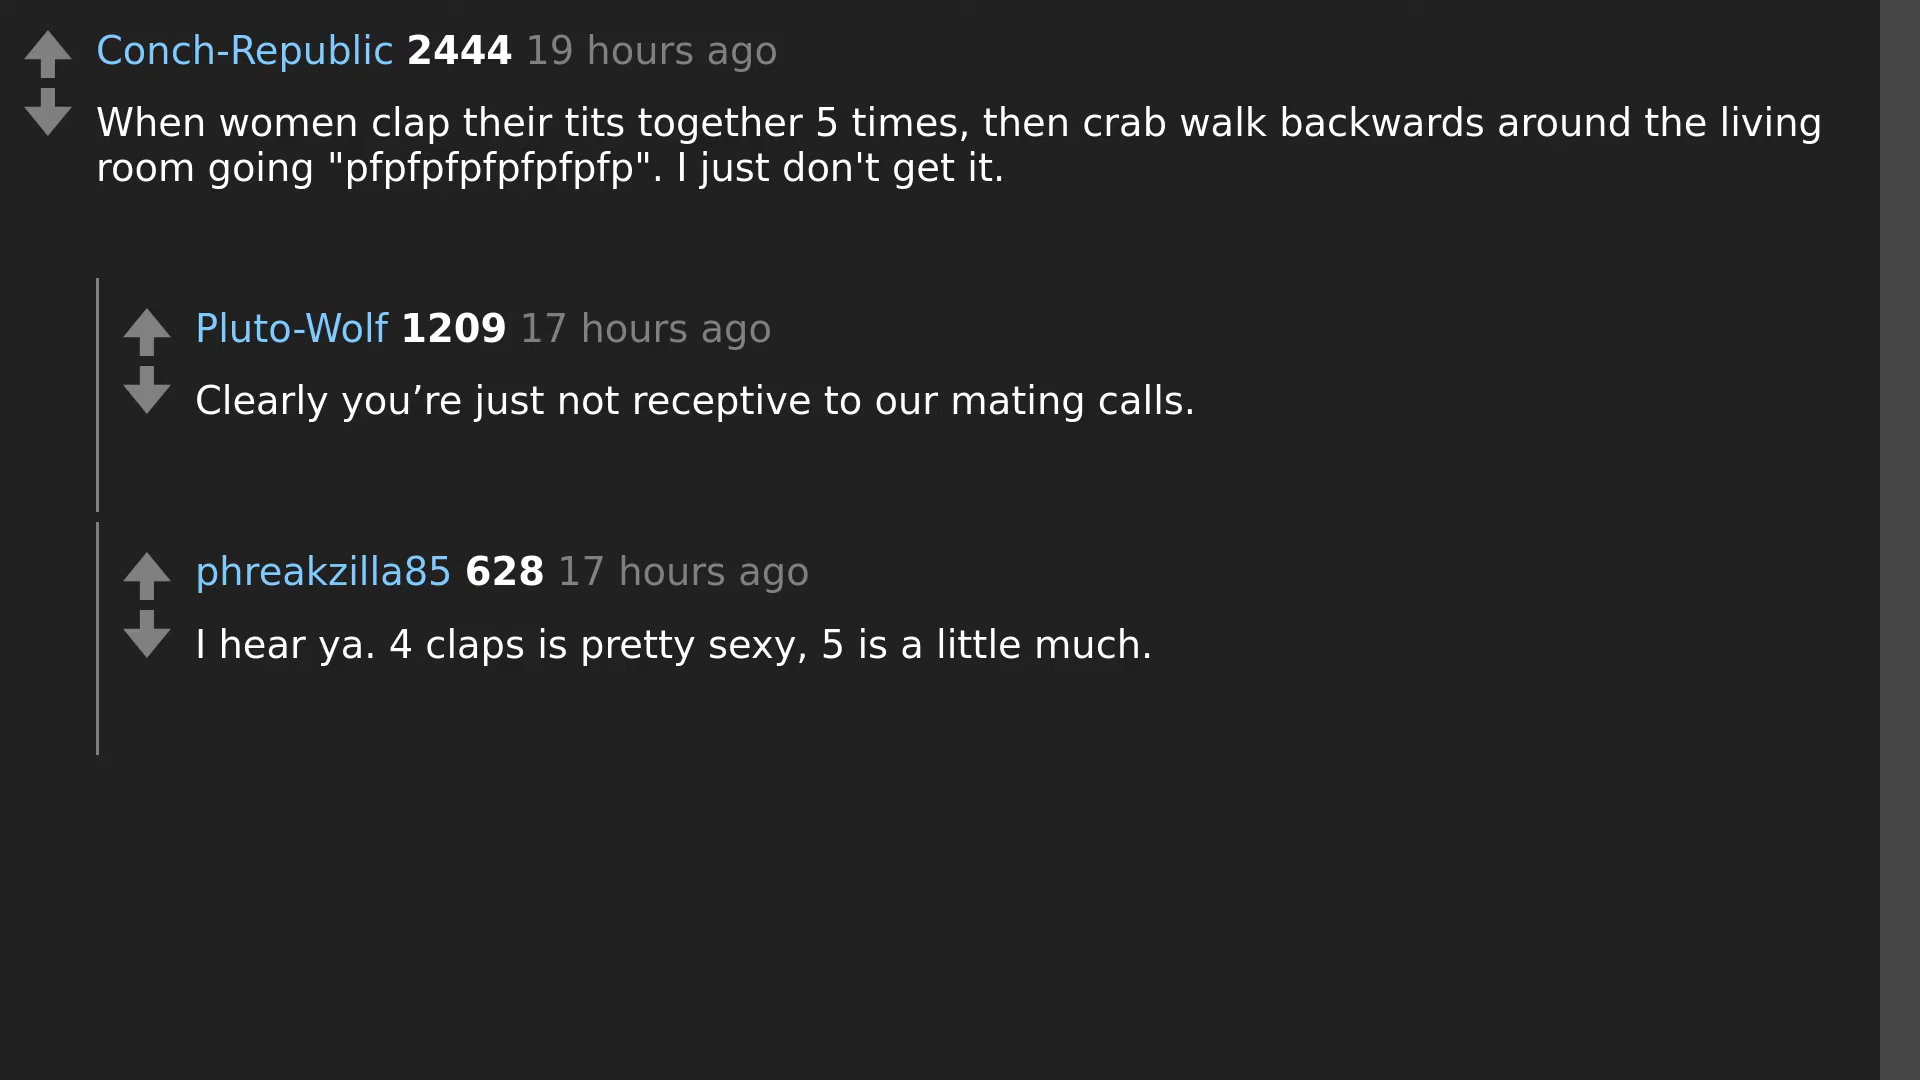 Conch-Republic 2444 19 hours ago
When women clap their tits together 5 times, then crab walk backwards around the living
room going "pfpfpfpfpfpfpfp". I just don't get it.
Pluto-Wolf 1209 17 hours ago
Clearly you’re just not receptive to our mating calls.
phreakzilla85 628 17 hours ago
I hear ya. 4 claps is pretty sexy, 5 is a little much.